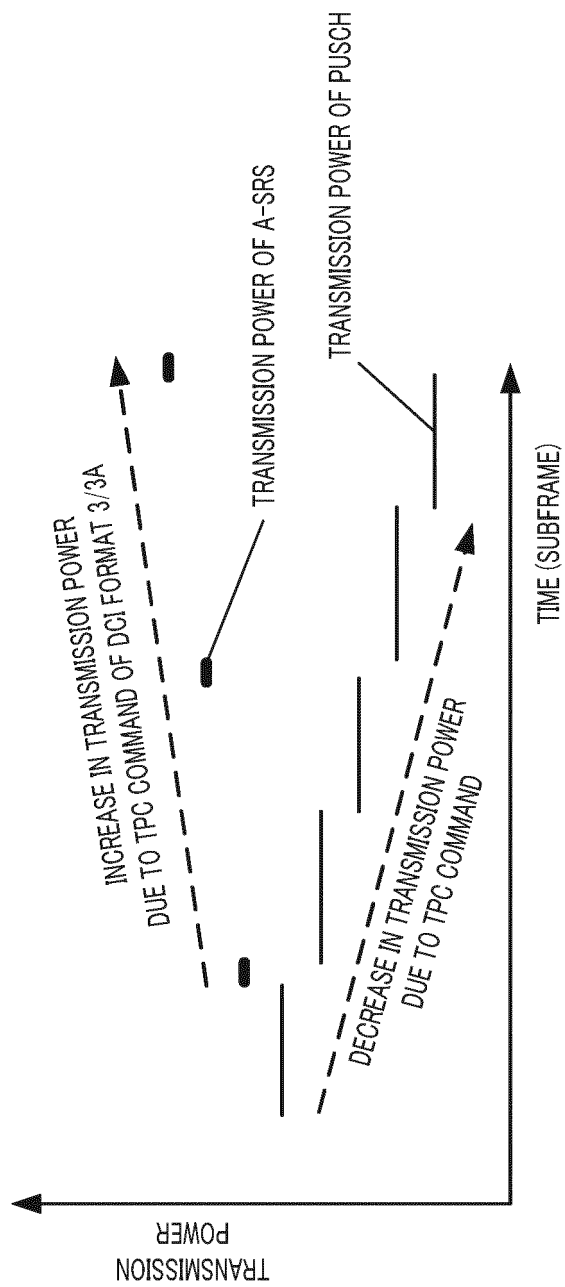 TRANSMISSION
POWER
INCREASE IN TRANSMISSION POWER
DUE TO TPC COMMAND OF DCI FORMAT 3/3A
TRANSMISSION POWER OF A-SRS
TRANSMISSION POWER OF PUSCH
DECREASE IN TRANSMISSION POWER
DUE TO TPC COMMAND
TIME (SUBFRAME)